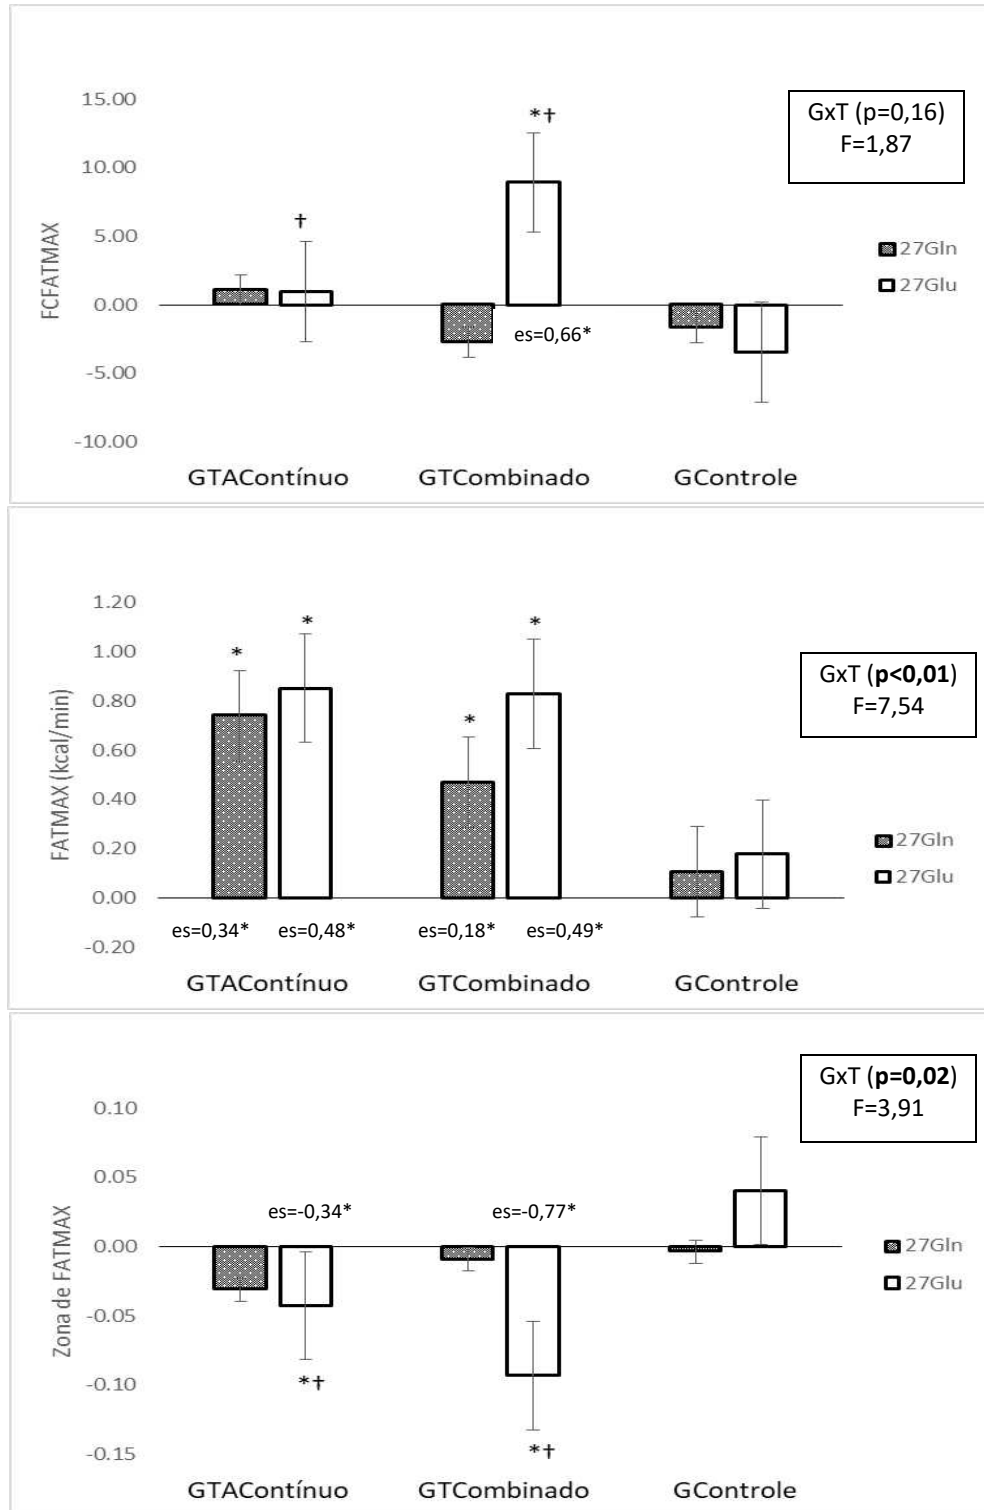 15.00
10.00
5.00
0.00
-5.00
-10.00
FCFATMAX
†
*†
es=0,66*
GxT (p=0,16)
F=1,87
27Gln
27Glu
GTAContínuo
GTCombinado
GControle
1.20
1.00
0.80
0.60
0.40
0.20
0.00
-0.20
FATMAX (kcal/min)
*
*
*
*
es=0,34*
es=0,48*
es=0,18*
es=0,49*
GxT (p<0,01)
F=7,54
27Gln
27Glu
GTAContínuo
GTCombinado
GControle
0.10
0.05
0.00
-0.05
-0.10
-0.15
Zona de FATMAX
es=-0,34*
es=-0,77*
*†
*†
GxT (p=0,02)
F=3,91
27Gln
27Glu
GTAContínuo
GTCombinado
GControle